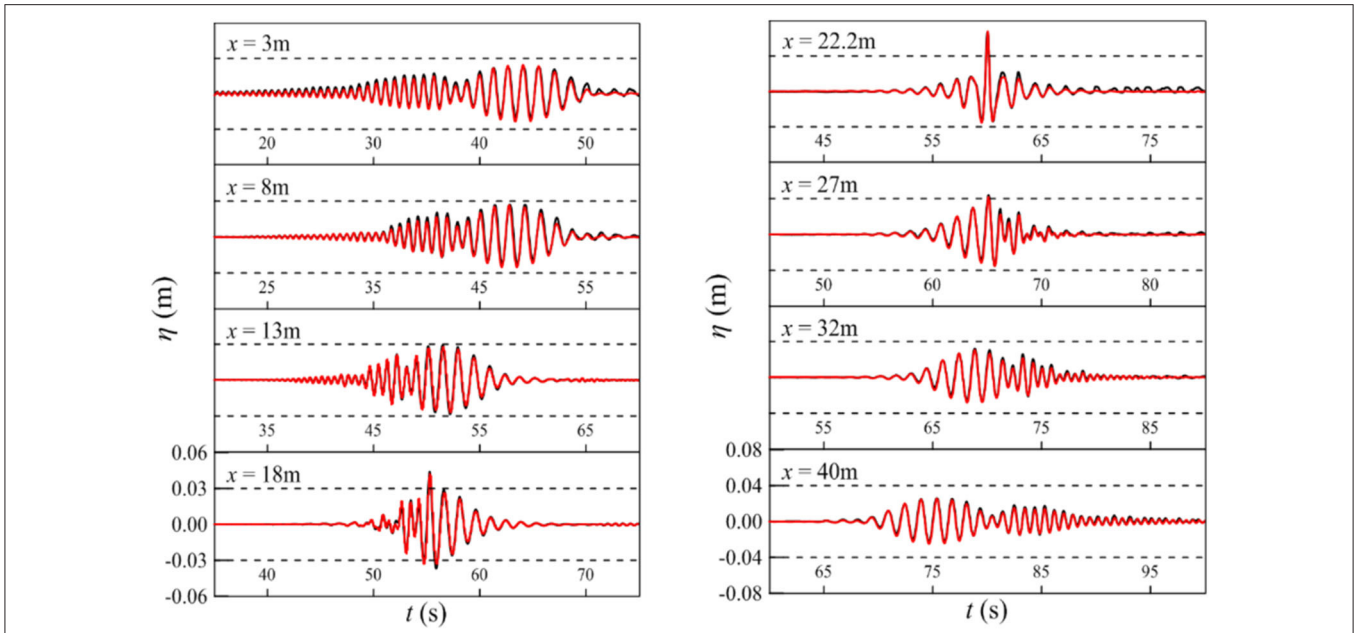 x = 3m
20 30 40 50
x = 8m
25 35 45 55
x = 13m
35 45 55 65
0.06
x = 18m
0.03
0.00
-0.03
40 50 60 70
-0.06
η (m)
t (s)
x = 22.2m
45 55 65 75
x = 27m
50 60 70 80
x = 32m
55 65 75 85
0.08
x = 40m
0.04
0.00
-0.04
65 75 85 95
-0.08
η (m)
t (s)